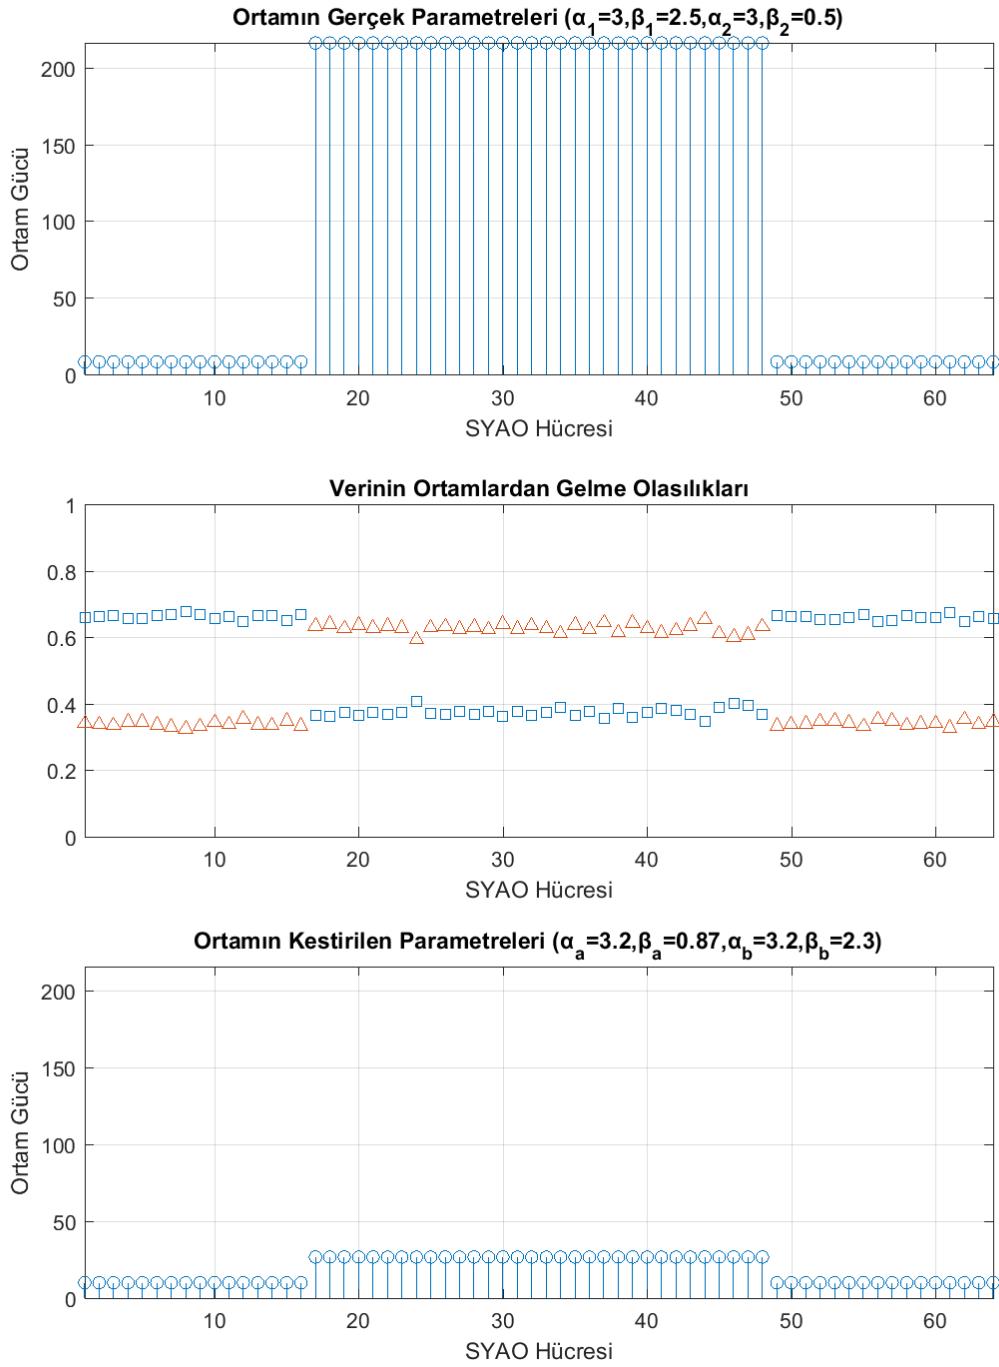 Ortamın Gerçek Parametreleri (α1=3,β1=2.5,α2=3,β2=0.5)
200
150
100
50
0
Ortam Gücü
10 20 30 40 50 60
SYAO Hücresi
Verinin Ortamlardan Gelme Olasılıkları
1
0.8
0.6
0.4
0.2
0
10 20 30 40 50 60
SYAO Hücresi
Ortamın Kestirilen Parametreleri (αa=3.2,βa=0.87,αb=3.2,βb=2.3)
200
150
100
50
0
Ortam Gücü
10 20 30 40 50 60
SYAO Hücresi